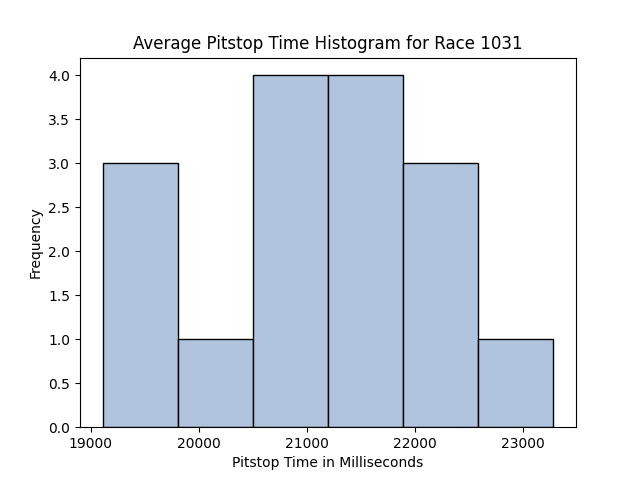 Average Pitstop Time Histogram for Race 1031
4.0
3.5
3.0
2.5
2.0
1.5
1.0
0.5
0.0
Frequency
19000 20000 21000 22000 23000
Pitstop Time in Milliseconds